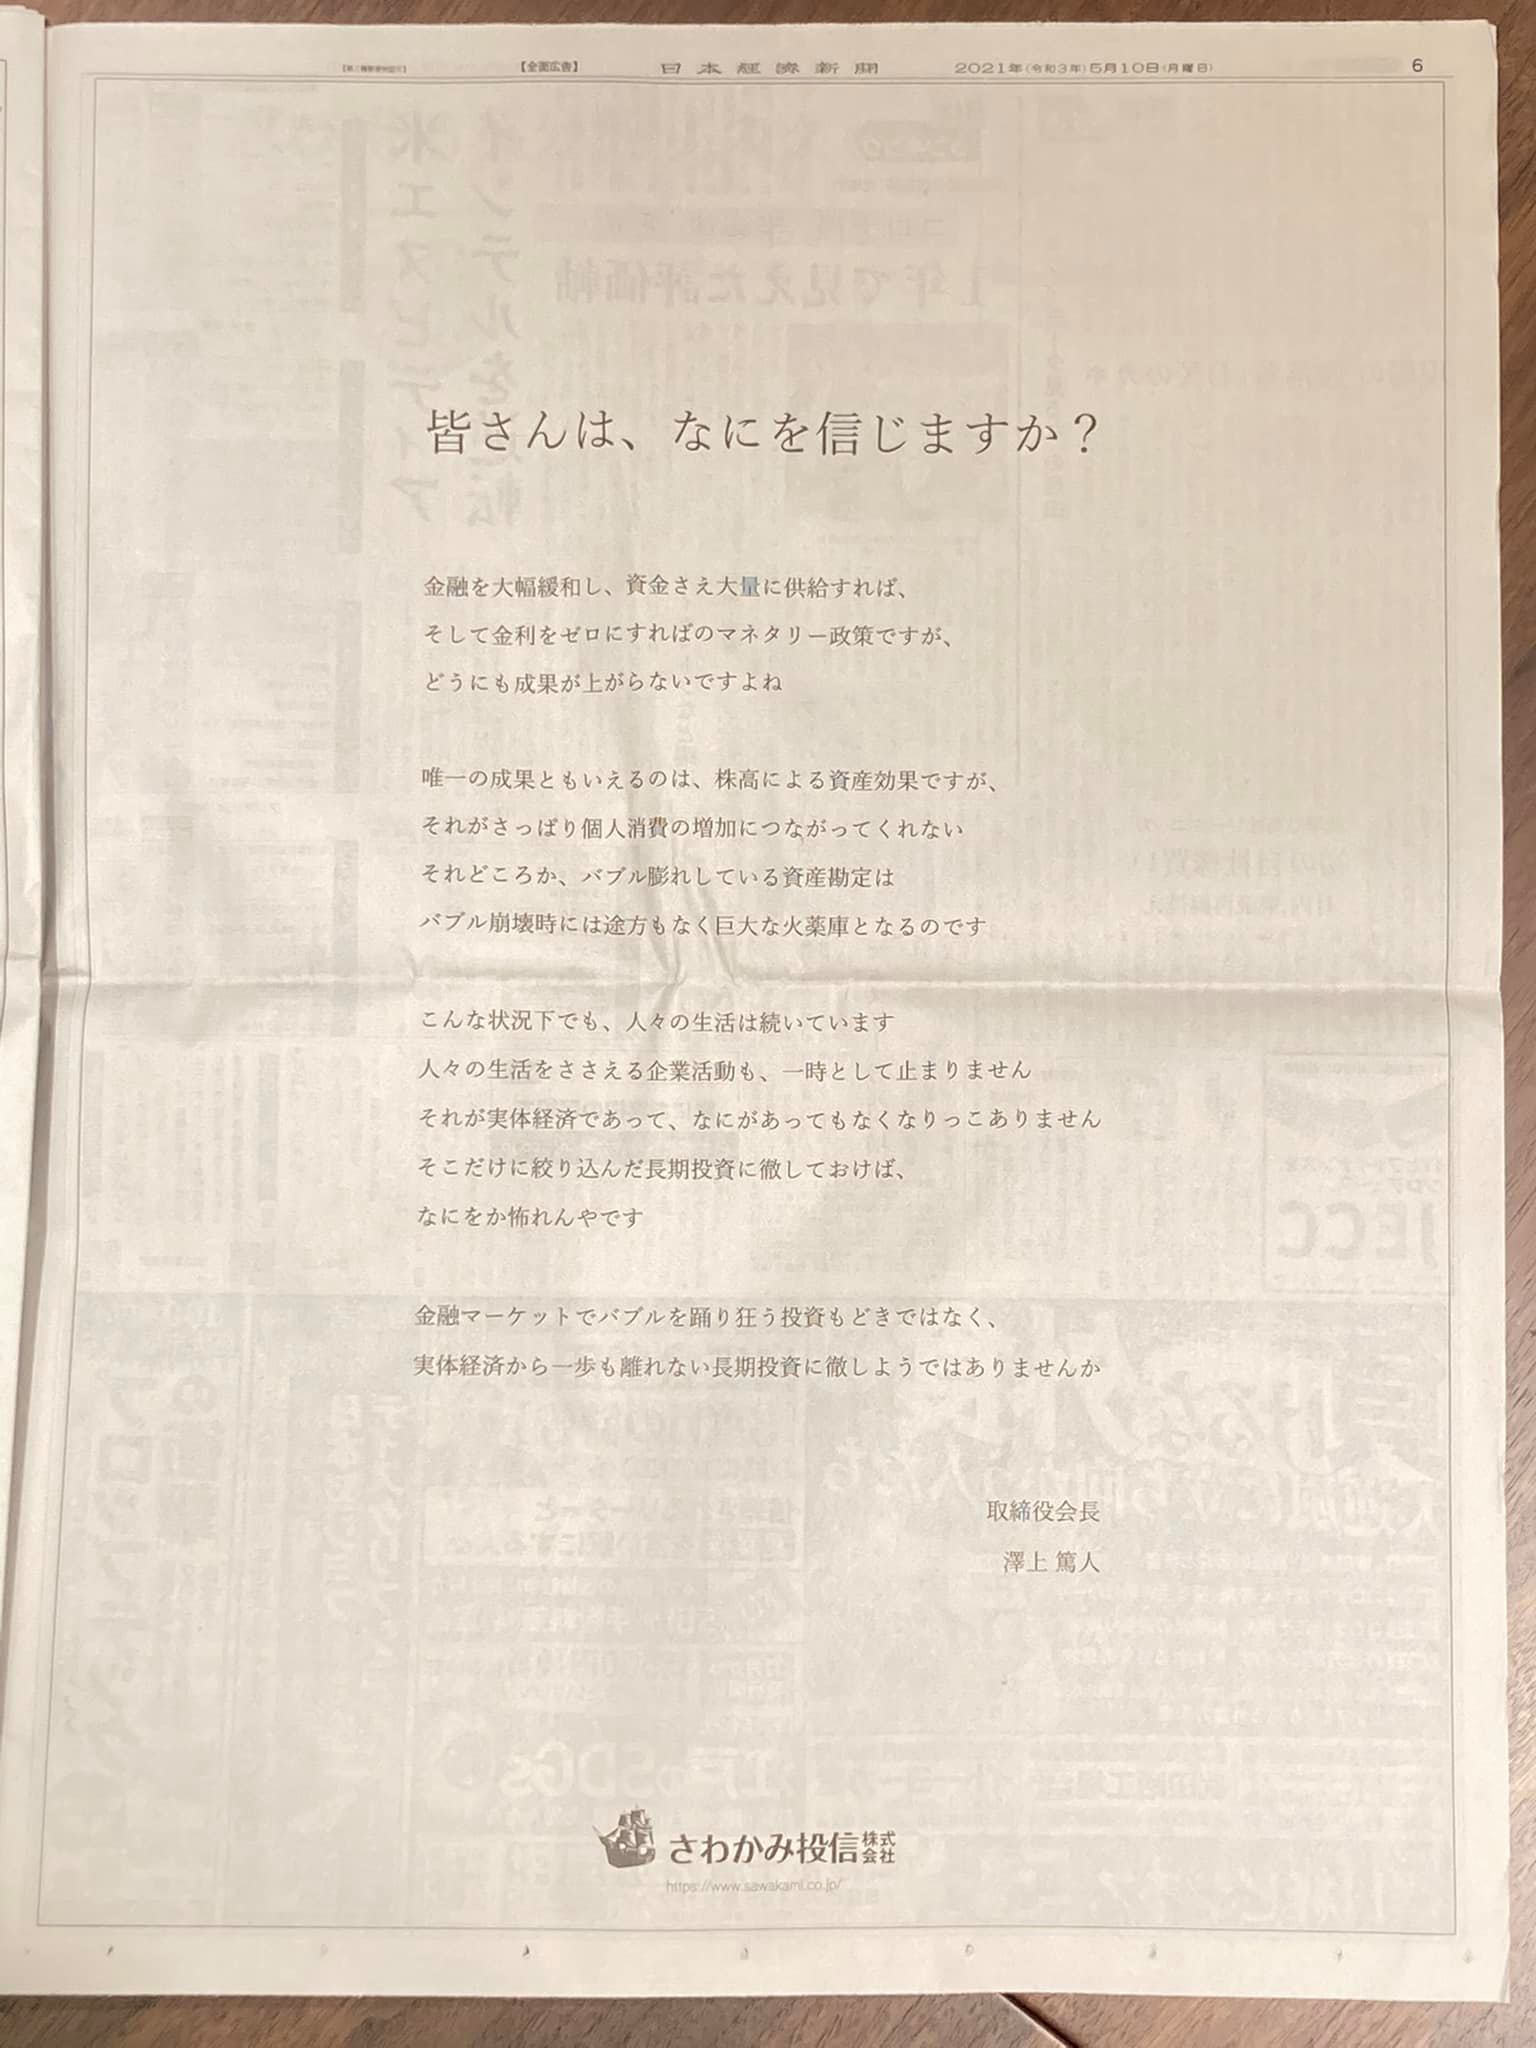 【全面広告】 日本経済新聞 2021年(令和3年)5月10日(月曜日) 6
皆さんは、なにを信じますか？
金融を大幅緩和し、資金さえ大量に供給すれば、
そして金利をゼロにすればのマネタリー政策ですが、
どうにも成果が上がらないですよね
唯一の成果ともいえるのは、株高による資産効果ですが、
それがさっぱり個人消費の増加につながってくれない
それどころか、バブル膨れしている資産勘定は
バブル崩壊時には途方もなく巨大な火薬庫となるのです
こんな状況下でも、人々の生活は続いています
人々の生活をささえる企業活動も、一時として止まりません
それが実体経済であって、なにがあってもなくなりっこありません
そこだけに絞り込んだ長期投資に徹しておけば、
なにをか怖れんやです
金融マーケットでバブルを踊り狂う投資もどきではなく、
実体経済から一歩も離れない長期投資に徹しようではありませんか
取締役会長
澤上 篤人
さわかみ投信株式会社
https://www.sawakami.co.jp/